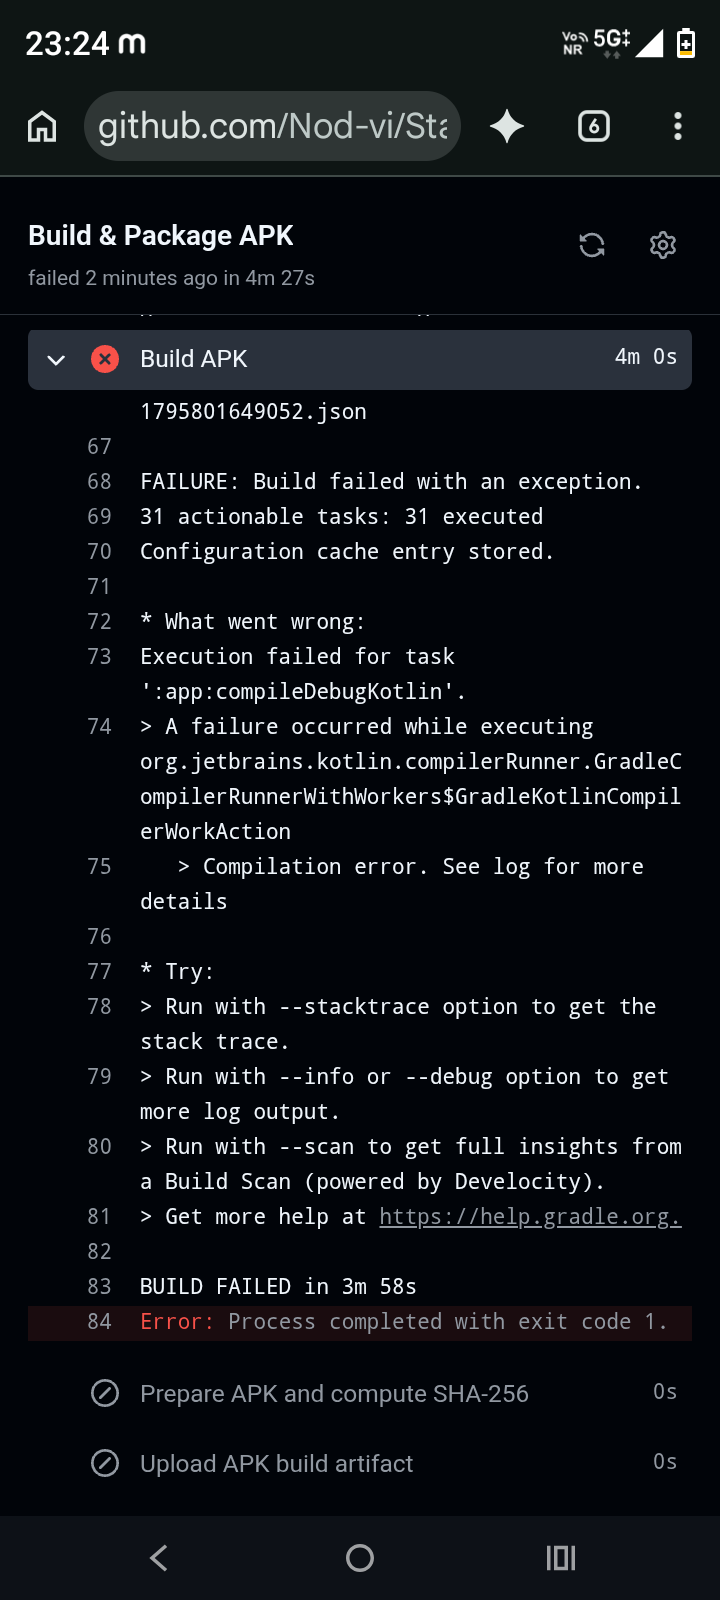 23:24 m
Vo NR 5G
github.com/Nod-vi/Sta
6
Build & Package APK
failed 2 minutes ago in 4m 27s
Build APK 4m 0s
1795801649052.json
67
68 FAILURE: Build failed with an exception.
69 31 actionable tasks: 31 executed
70 Configuration cache entry stored.
71
72 * What went wrong:
73 Execution failed for task
':app:compileDebugKotlin'.
74 > A failure occurred while executing
org.jetbrains.kotlin.compilerRunner.GradleC
ompilerRunnerWithWorkers$GradleKotlinCompil
erWorkAction
75 > Compilation error. See log for more
details
76
77 * Try:
78 > Run with --stacktrace option to get the
stack trace.
79 > Run with --info or --debug option to get
more log output.
80 > Run with --scan to get full insights from
a Build Scan (powered by Develocity).
81 > Get more help at https://help.gradle.org.
82
83 BUILD FAILED in 3m 58s
84 Error: Process completed with exit code 1.
Prepare APK and compute SHA-256 0s
Upload APK build artifact 0s